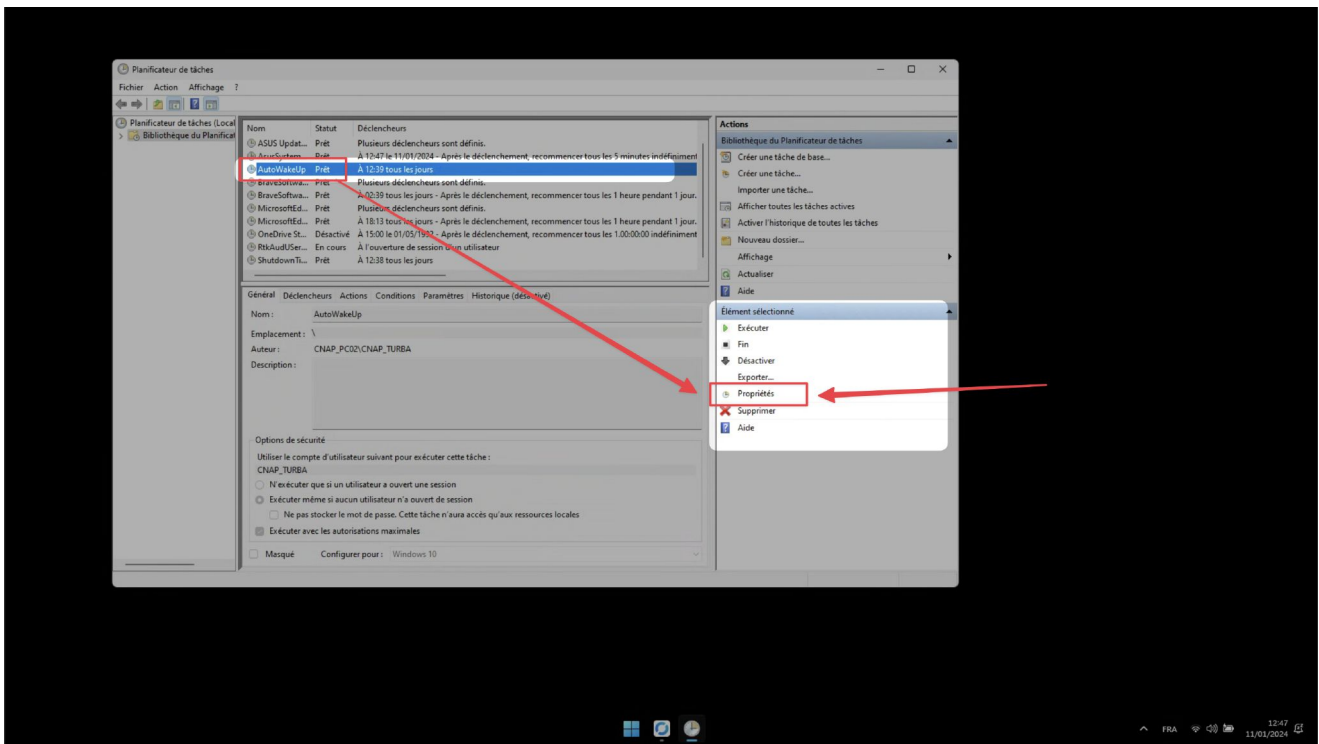 Planificateur de tâches
Fichier Action Affichage ?
Planificateur de tâches (Local
Bibliothèque du Planificat
Nom Statut Déclencheurs
ASUS Updat... Prêt Plusieurs déclencheurs sont définis.
AsusSystem... Prêt À 12:47 le 11/01/2024 - Après le déclenchement, recommencer tous les 5 minutes indéfiniment
AutoWakeUp Prêt À 12:39 tous les jours
BraveSoftwa... Prêt Plusieurs déclencheurs sont définis.
BraveSoftwa... Prêt À 02:39 tous les jours - Après le déclenchement, recommencer tous les 1 heure pendant 1 jour.
MicrosoftEd... Prêt Plusieurs déclencheurs sont définis.
MicrosoftEd... Prêt À 18:13 tous les jours - Après le déclenchement, recommencer tous les 1 heure pendant 1 jour.
OneDrive St... Désactivé À 15:00 le 01/05/1992 - Après le déclenchement, recommencer tous les 1.00:00:00 indéfiniment
RtkAudUSer... En cours À l'ouverture de session d'un utilisateur
ShutdownTi... Prêt À 12:38 tous les jours
Général Déclencheurs Actions Conditions Paramètres Historique (désactivé)
Nom : AutoWakeUp
Emplacement : \
Auteur : CNAP_PC02\CNAP_TURBA
Description :
Options de sécurité
Utiliser le compte d'utilisateur suivant pour exécuter cette tâche :
CNAP_TURBA
N'exécuter que si un utilisateur a ouvert une session
Exécuter même si aucun utilisateur n'a ouvert de session
Ne pas stocker le mot de passe. Cette tâche n'aura accès qu'aux ressources locales
Exécuter avec les autorisations maximales
Masqué Configurer pour : Windows 10
Actions
Bibliothèque du Planificateur de tâches
Créer une tâche de base...
Créer une tâche...
Importer une tâche...
Afficher toutes les tâches actives
Activer l'historique de toutes les tâches
Nouveau dossier...
Affichage
Actualiser
Aide
Élément sélectionné
Exécuter
Fin
Désactiver
Exporter...
Propriétés
Supprimer
Aide
FRA
12:47
11/01/2024